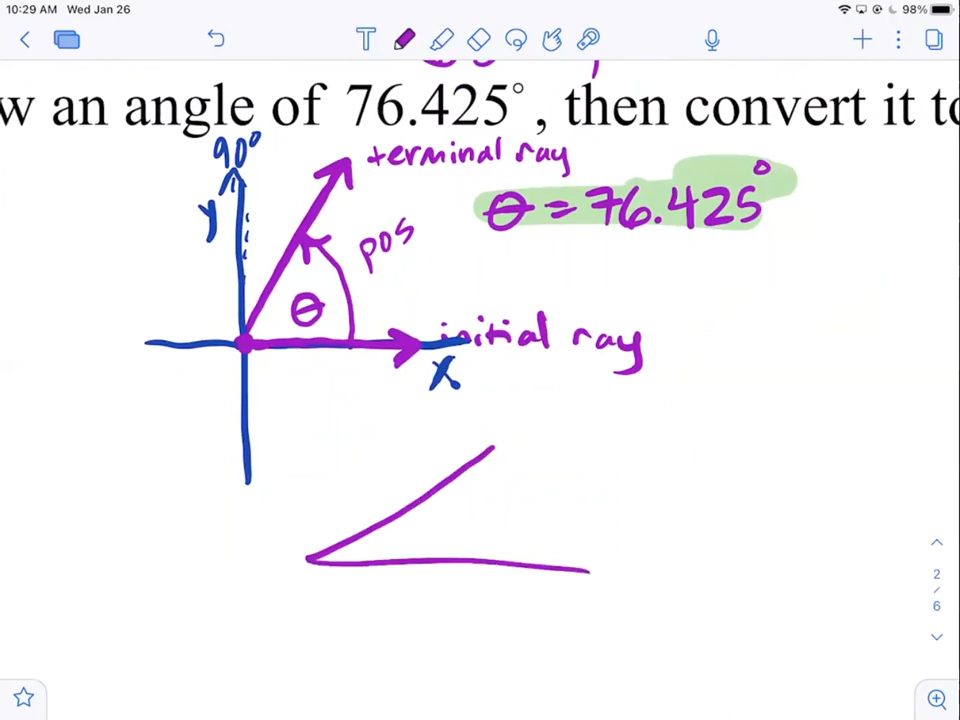 10:29 AM Wed Jan 26 98%
T
w an angle of 76.425°, then convert it to
90°
terminal ray
θ = 76.425°
y
pos
θ
initial ray
x
2
/
6